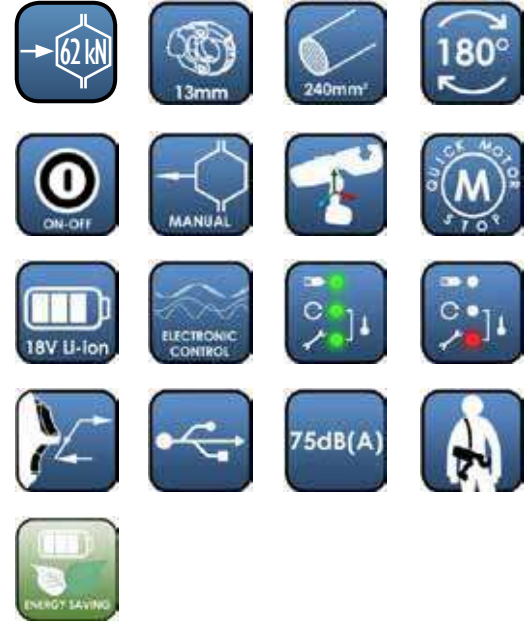 62 kN
13mm
240mm²
180°
ON-OFF
MANUAL
QUICK MOTOR STOP
M
18V Li-Ion
ELECTRONIC
CONTROL
75dB(A)
ENERGY SAVING